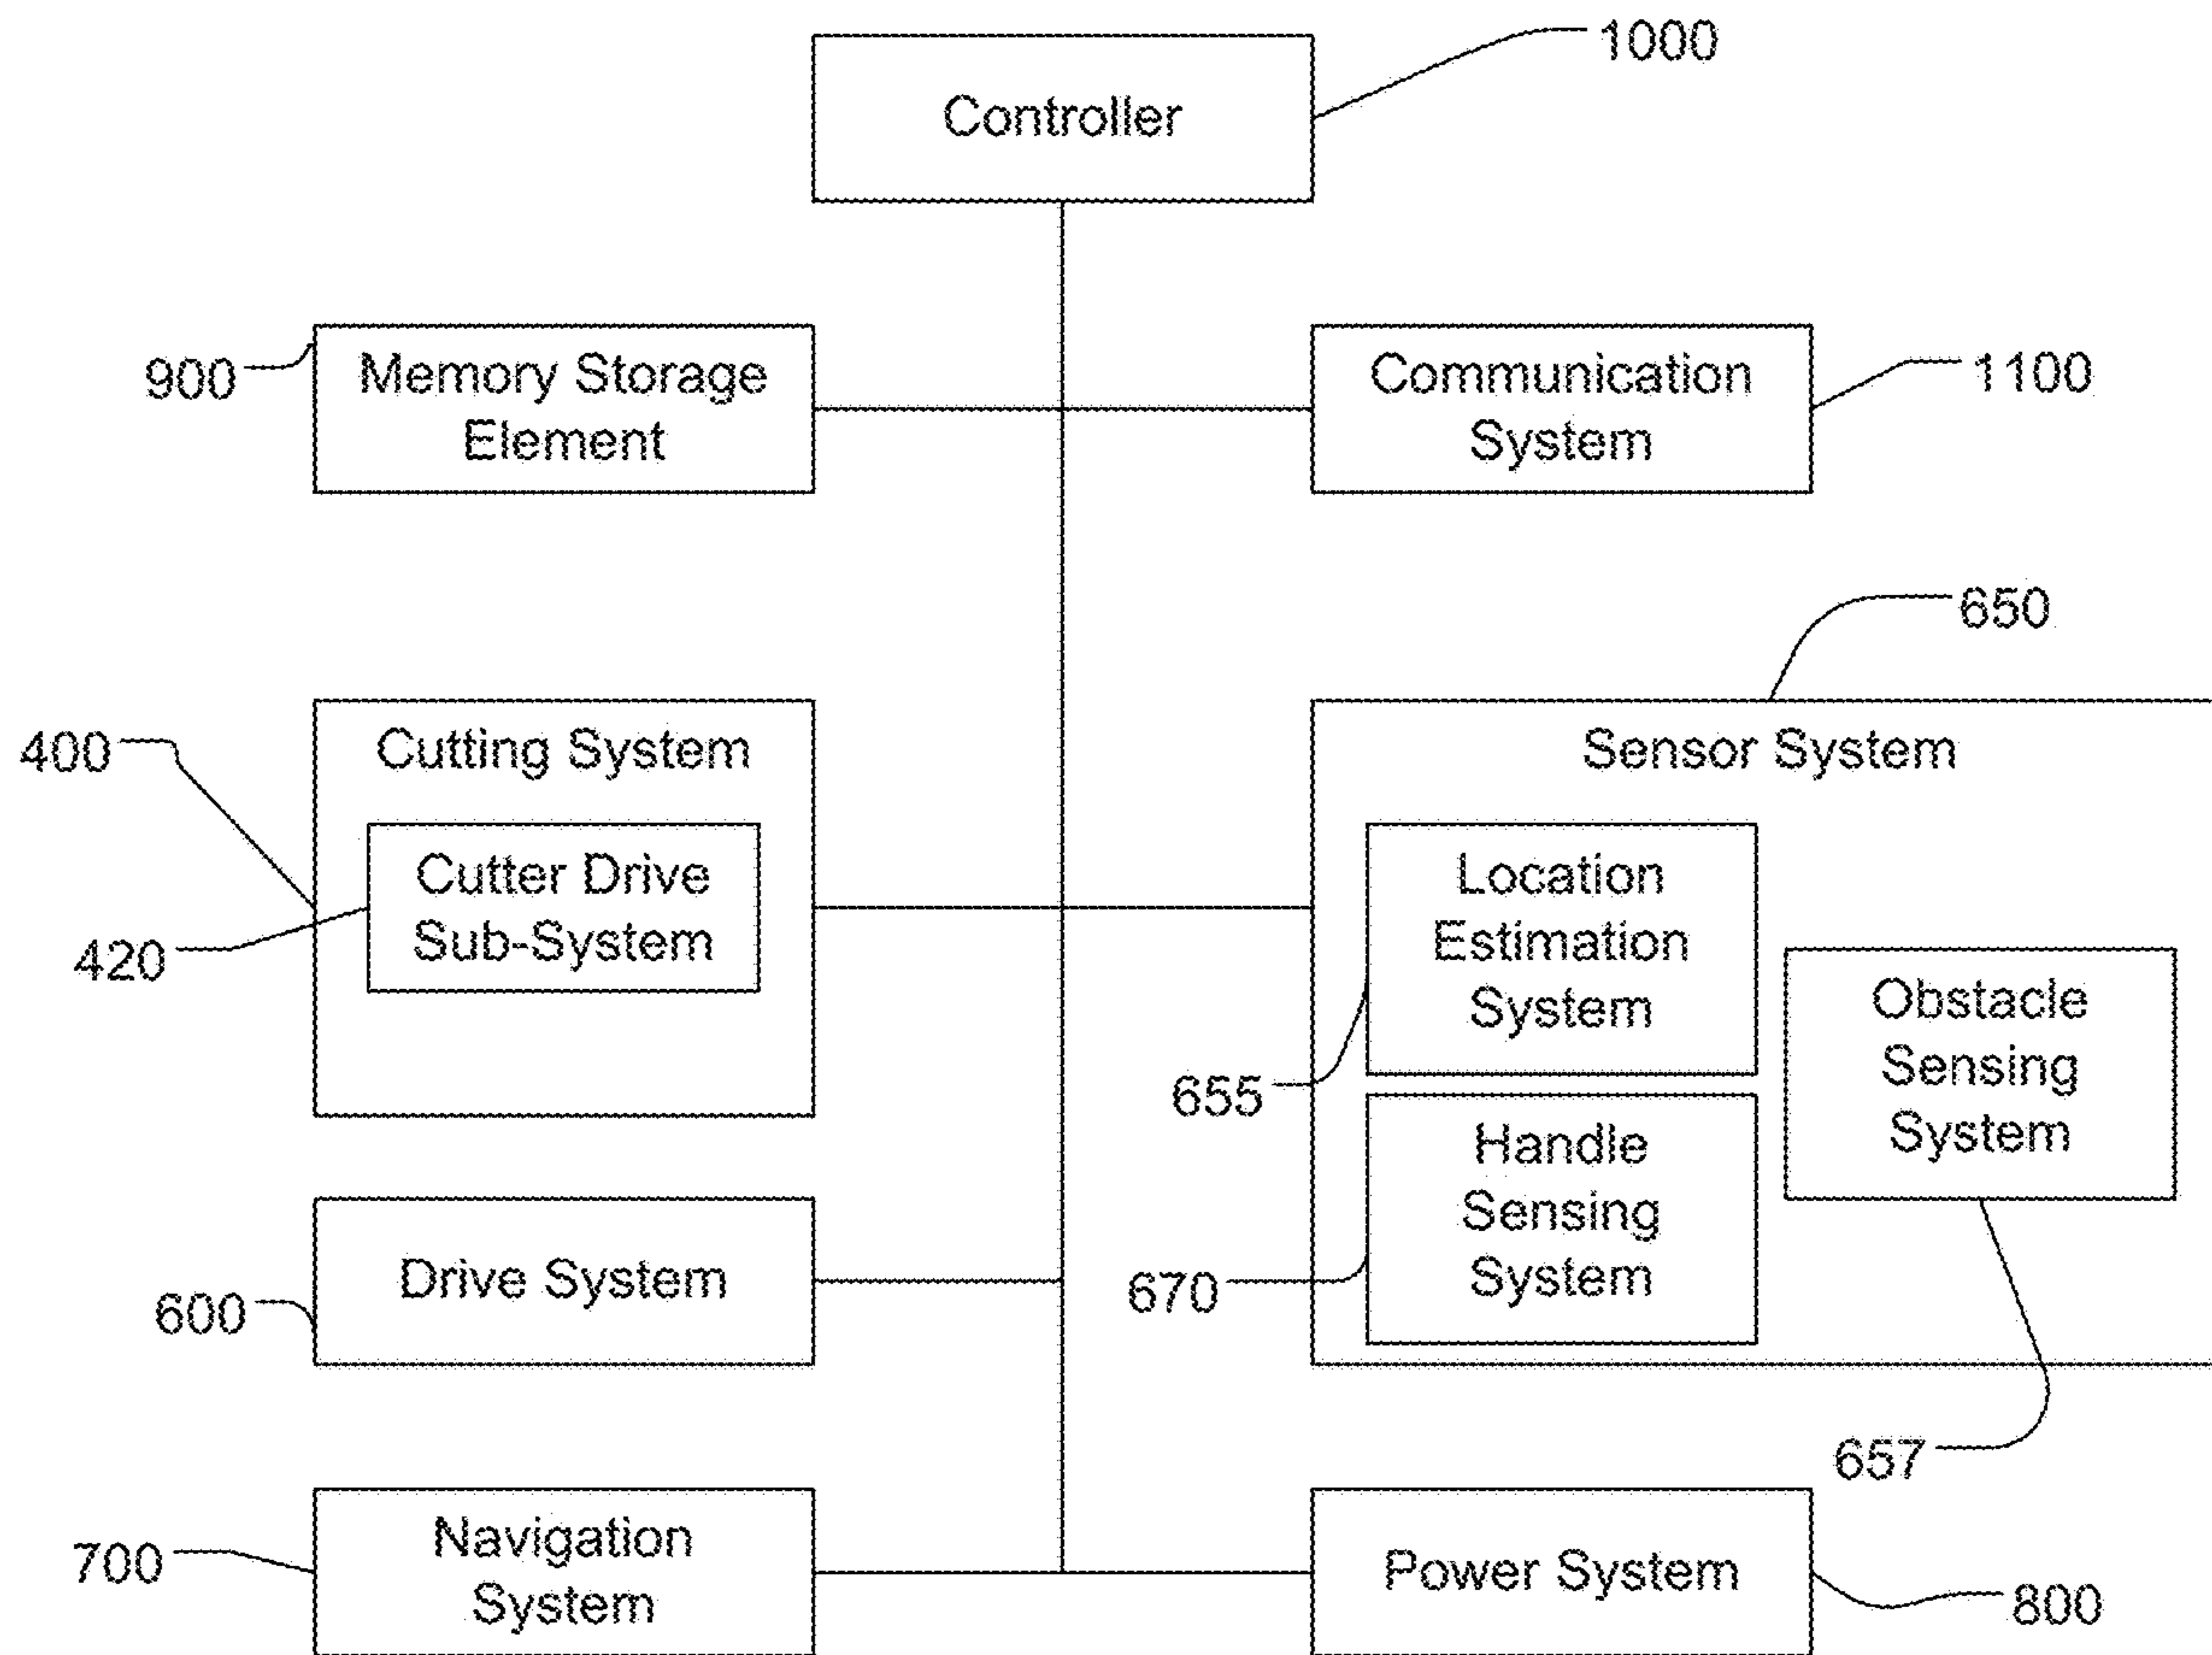 Controller
1000
900
Memory Storage
Element
Communication
System
1100
650
400
Cutting System
Cutter Drive
Sub-System
420
Sensor System
Location
Estimation
System
655
Obstacle
Sensing
System
Handle
Sensing
System
670
657
Drive System
600
Navigation
System
700
Power System
800